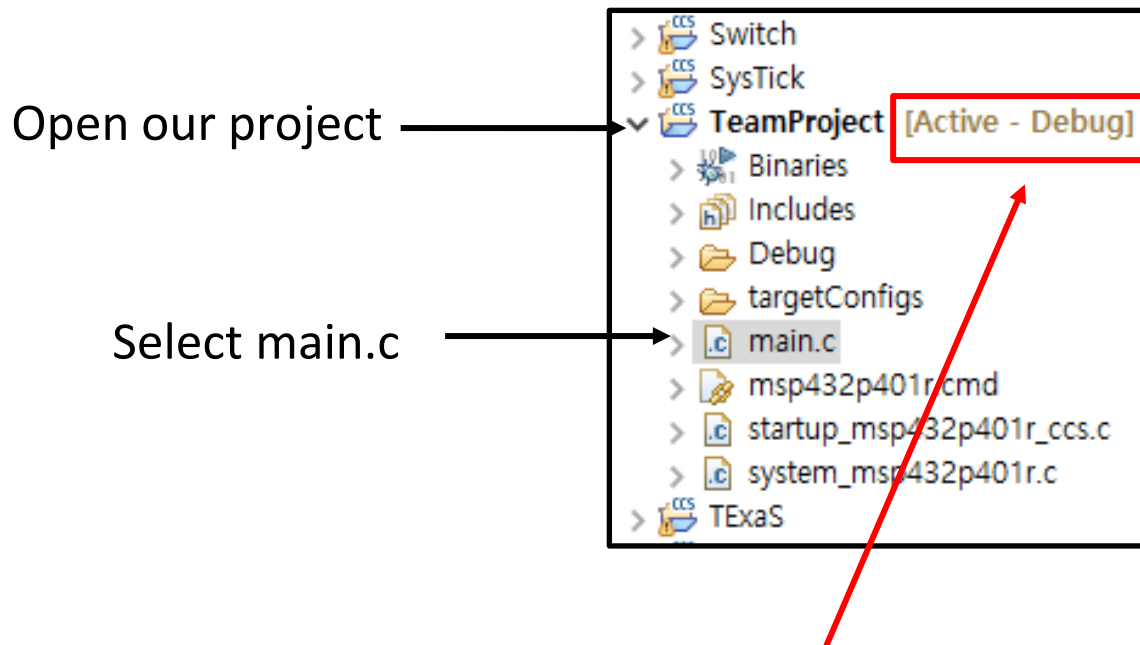 Switch
SysTick
Open our project
TeamProject [Active - Debug]
Binaries
Includes
Debug
targetConfigs
Select main.c
main.c
msp432p401r.cmd
startup_msp432p401r_ccs.c
system_msp432p401r.c
TExaS